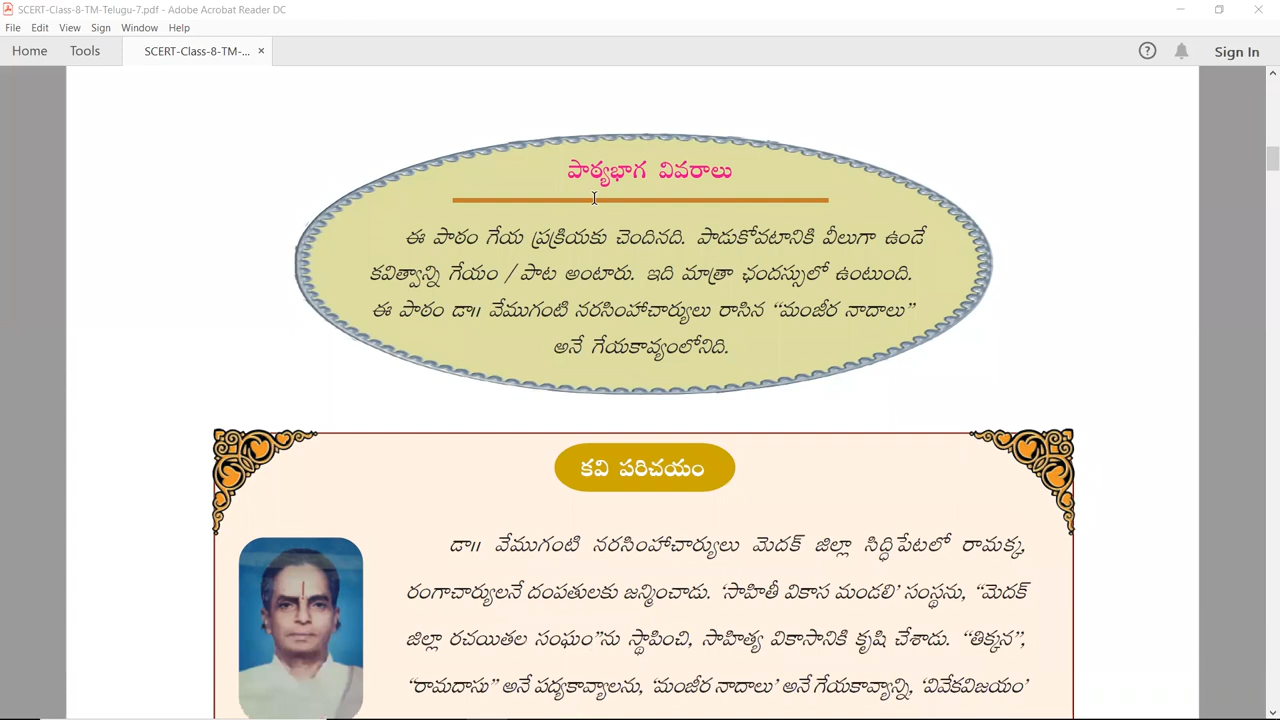 SCERT-Class-8-TM-Telugu-7.pdf - Adobe Acrobat Reader DC
File Edit View Sign Window Help
Home Tools SCERT-Class-8-TM-... × Sign In
పాఠ్యభాగ వివరాలు
ఈ పాఠం గేయ ప్రక్రియకు చెందినది. పాడుకోవటానికి వీలుగా ఉండే
కవిత్వాన్ని గేయం / పాట అంటారు. ఇది మాత్రా ఛందస్సులో ఉంటుంది.
ఈ పాఠం డా॥ వేముగంటి నరసింహాచార్యులు రాసిన “మంజీర నాదాలు”
అనే గేయకావ్యంలోనిది.
కవి పరిచయం
డా॥ వేముగంటి నరసింహాచార్యులు మెదక్ జిల్లా సిద్ధిపేటలో రామక్క,
రంగాచార్యులనే దంపతులకు జన్మించాడు. ‘సాహితీ వికాస మండలి’ సంస్థను, “మెదక్
జిల్లా రచయితల సంఘం”ను స్థాపించి, సాహిత్య వికాసానికి కృషి చేశాడు. “తిక్కన”,
“రామదాసు” అనే పద్యకావ్యాలను, ‘మంజీర నాదాలు’ అనే గేయకావ్యాన్ని, ‘వివేకవిజయం’